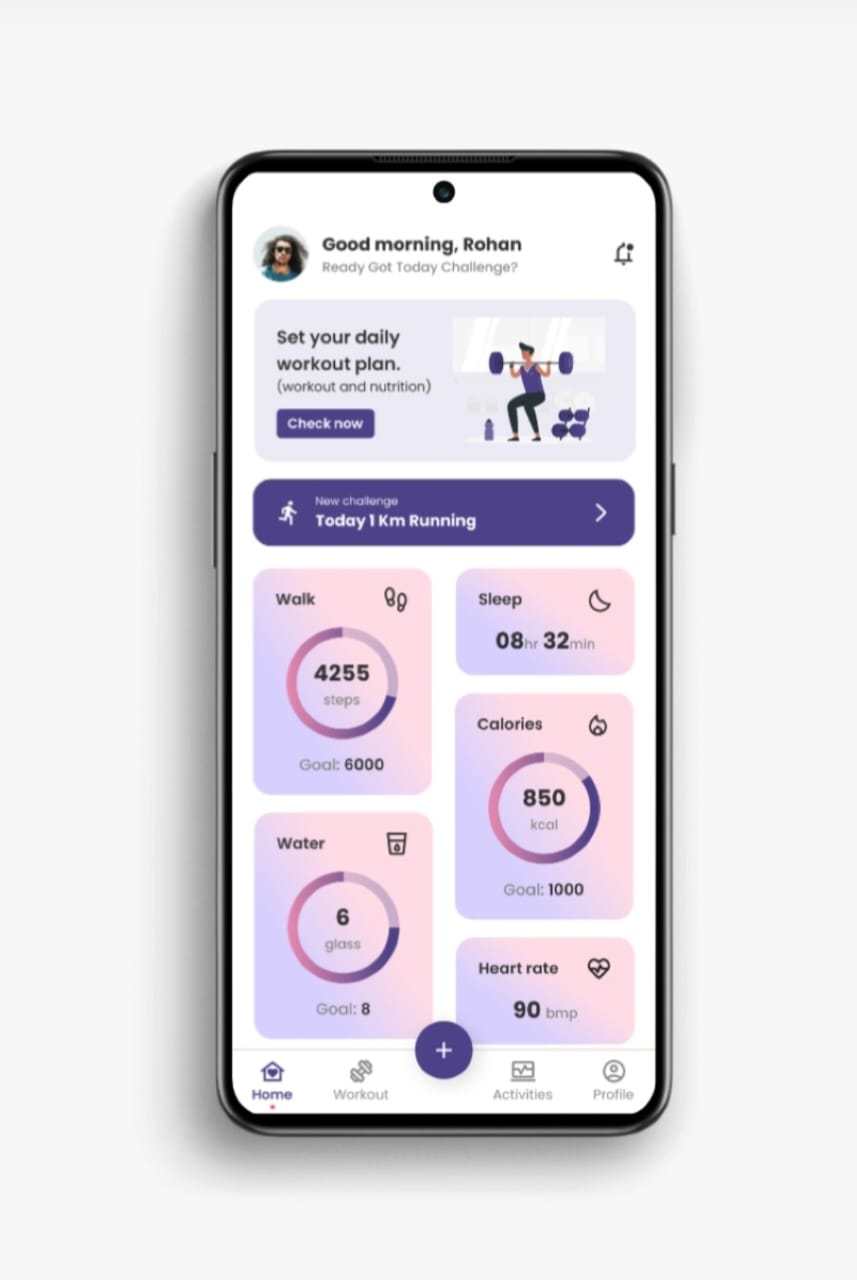 Good morning, Rohan
Ready Got Today Challenge?
Set your daily
workout plan.
(workout and nutrition)
Check now
New challenge
Today 1 Km Running
Walk
4255
steps
Goal: 6000
Sleep
08hr 32min
Calories
850
kcal
Goal: 1000
Water
6
glass
Goal: 8
Heart rate
90 bmp
+
Home
Workout
Activities
Profile